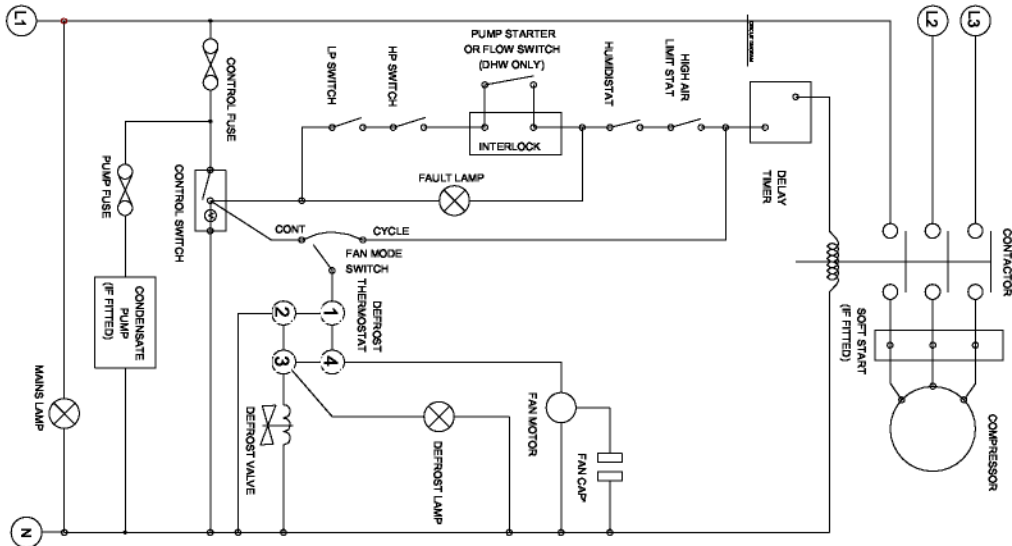 L1
L2
L3
CONTROL FUSE
LP SWITCH
HP SWITCH
PUMP STARTER
OR FLOW SWITCH
(DHW ONLY)
INTERLOCK
HUMIDISTAT
HIGH AIR
LIMIT STAT
CIRCUIT DIAGRAM
DELAY
TIMER
CONTACTOR
PUMP FUSE
CONTROL SWITCH
FAULT LAMP
CONT
CYCLE
FAN MODE
SWITCH
DEFROST
THERMOSTAT
2
1
3
4
CONDENSATE
PUMP
(IF FITTED)
SOFT START
(IF FITTED)
COMPRESSOR
MAINS LAMP
DEFROST VALVE
DEFROST LAMP
FAN MOTOR
FAN CAP'
N